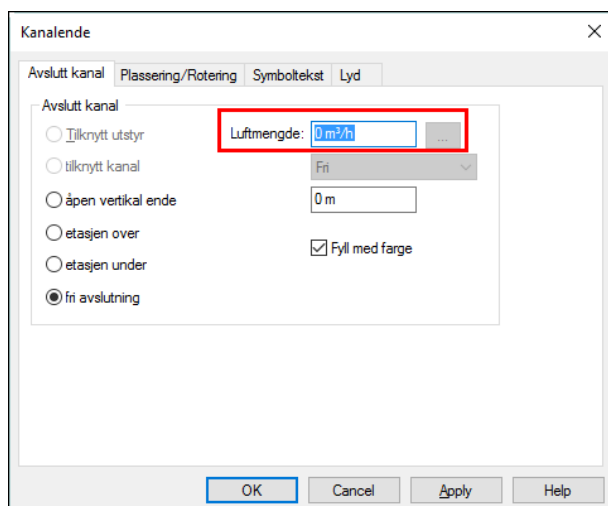 Kanalende
Avslutt kanal Plassering/Rotering Symboltekst Lyd
Avslutt kanal
Tilknytt utstyr Luftmengde: 0 m³/h ...
tilknytt kanal Fri
åpen vertikal ende 0 m
etasjen over
Fyll med farge
etasjen under
fri avslutning
OK Cancel Apply Help